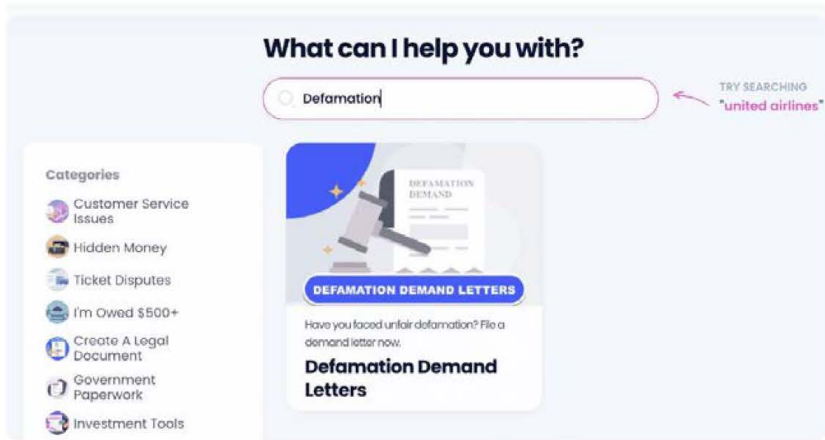 What can I help you with?
Defamation
TRY SEARCHING
"united airlines"
Categories
Customer Service
Issues
Hidden Money
Ticket Disputes
I'm Owed $500+
Create A Legal
Document
Government
Paperwork
Investment Tools
DEFAMATION
DEMAND
DEFAMATION DEMAND LETTERS
Have you faced unfair defamation? File a
demand letter now.
Defamation Demand
Letters